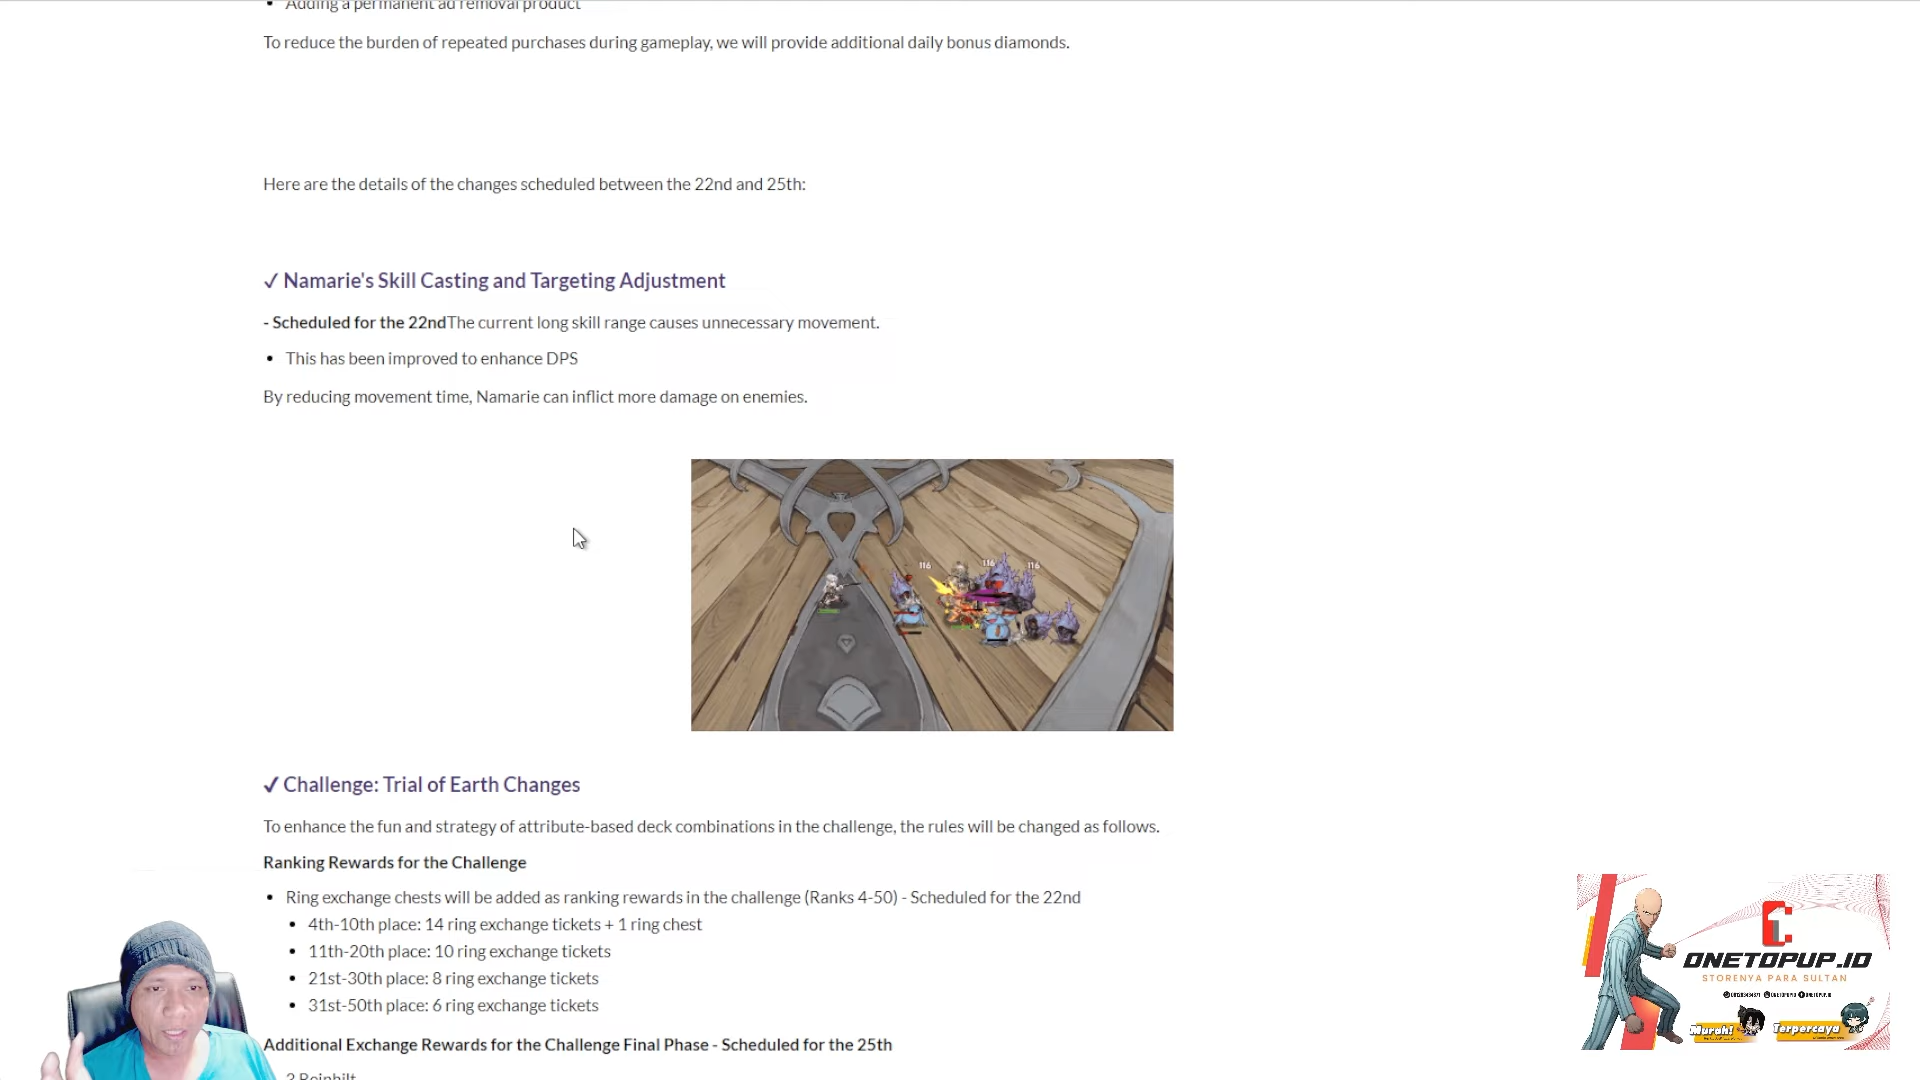 • Adding a permanent ad removal product
To reduce the burden of repeated purchases during gameplay, we will provide additional daily bonus diamonds.
Here are the details of the changes scheduled between the 22nd and 25th:
✓ Namarie's Skill Casting and Targeting Adjustment
- Scheduled for the 22ndThe current long skill range causes unnecessary movement.
• This has been improved to enhance DPS
By reducing movement time, Namarie can inflict more damage on enemies.
116 116 116
✓ Challenge: Trial of Earth Changes
To enhance the fun and strategy of attribute-based deck combinations in the challenge, the rules will be changed as follows.
Ranking Rewards for the Challenge
• Ring exchange chests will be added as ranking rewards in the challenge (Ranks 4-50) - Scheduled for the 22nd
• 4th-10th place: 14 ring exchange tickets + 1 ring chest
• 11th-20th place: 10 ring exchange tickets
• 21st-30th place: 8 ring exchange tickets
• 31st-50th place: 6 ring exchange tickets
Additional Exchange Rewards for the Challenge Final Phase - Scheduled for the 25th
ONETOPUP.ID
STORENYA PARA SULTAN
Murah!
Terpercaya